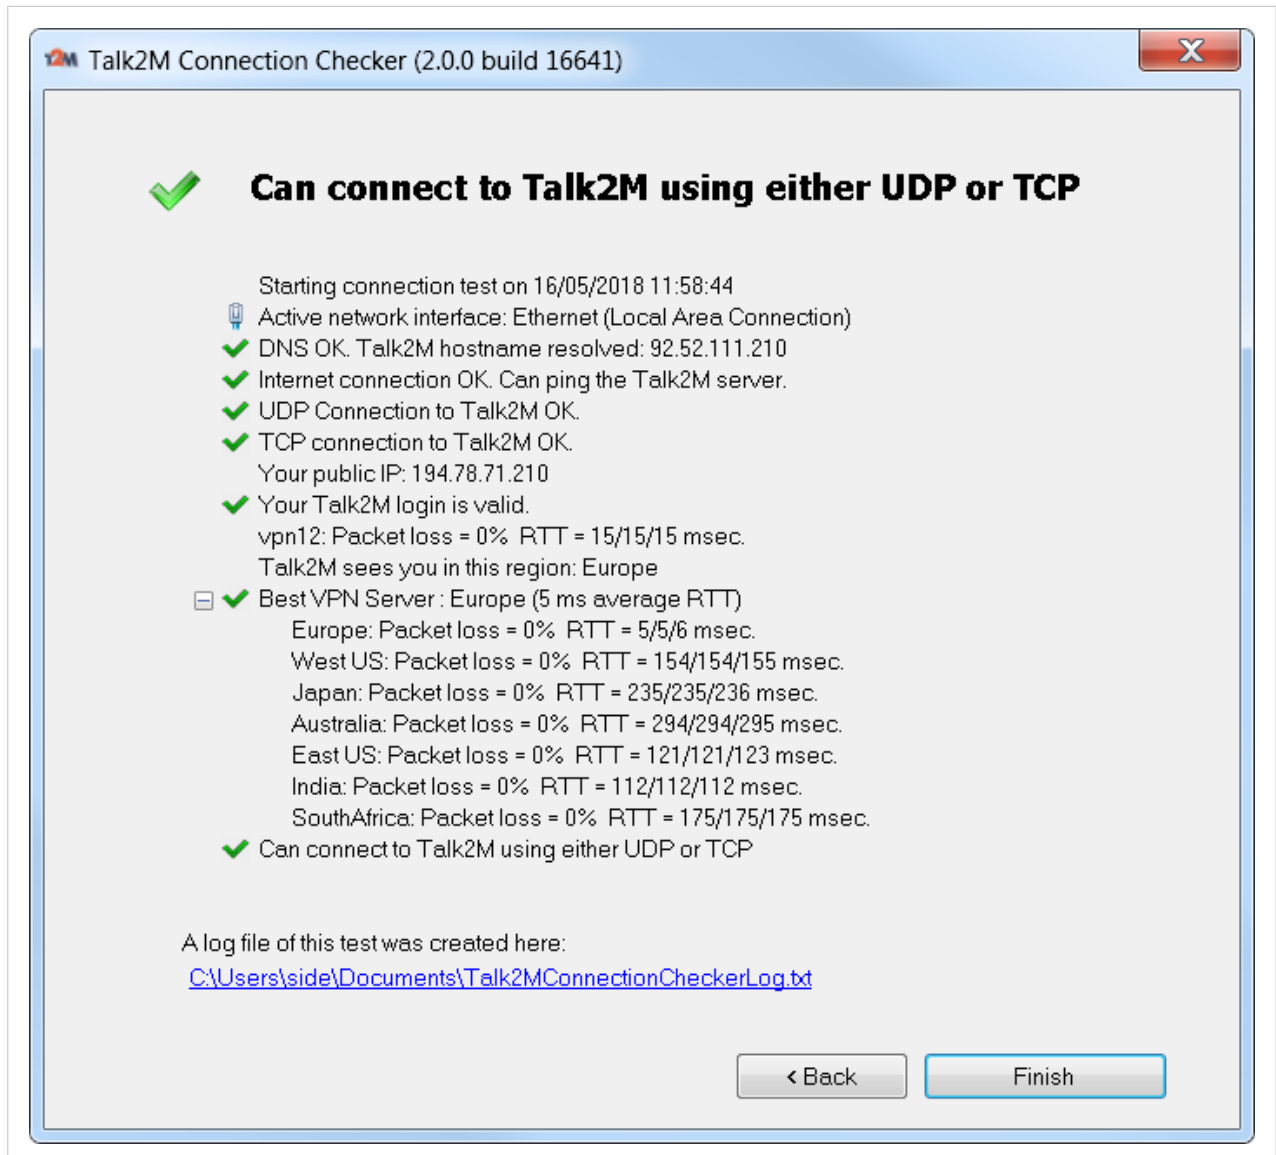 T2M Talk2M Connection Checker (2.0.0 build 16641)
X
Can connect to Talk2M using either UDP or TCP
Starting connection test on 16/05/2018 11:58:44
Active network interface: Ethernet (Local Area Connection)
DNS OK. Talk2M hostname resolved: 92.52.111.210
Internet connection OK. Can ping the Talk2M server.
UDP Connection to Talk2M OK.
TCP connection to Talk2M OK.
Your public IP: 194.78.71.210
Your Talk2M login is valid.
vpn12: Packet loss = 0% RTT = 15/15/15 msec.
Talk2M sees you in this region: Europe
Best VPN Server : Europe (5 ms average RTT)
Europe: Packet loss = 0% RTT = 5/5/6 msec.
West US: Packet loss = 0% RTT = 154/154/155 msec.
Japan: Packet loss = 0% RTT = 235/235/236 msec.
Australia: Packet loss = 0% RTT = 294/294/295 msec.
East US: Packet loss = 0% RTT = 121/121/123 msec.
India: Packet loss = 0% RTT = 112/112/112 msec.
SouthAfrica: Packet loss = 0% RTT = 175/175/175 msec.
Can connect to Talk2M using either UDP or TCP
A log file of this test was created here:
C:\Users\side\Documents\Talk2MConnectionCheckerLog.txt
< Back
Finish